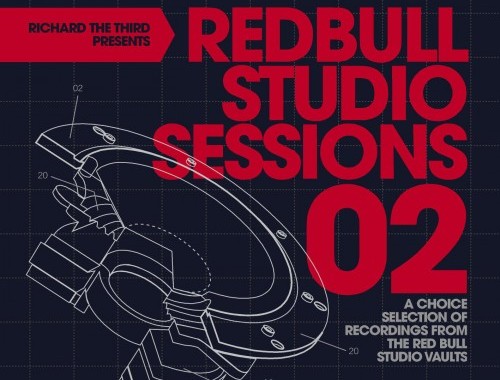 RICHARD THE THIRD
PRESENTS
REDBULL
STUDIO
SESSIONS
02
02
20
A CHOICE
SELECTION OF
RECORDINGS FROM
THE RED BULL
STUDIO VAULTS
20